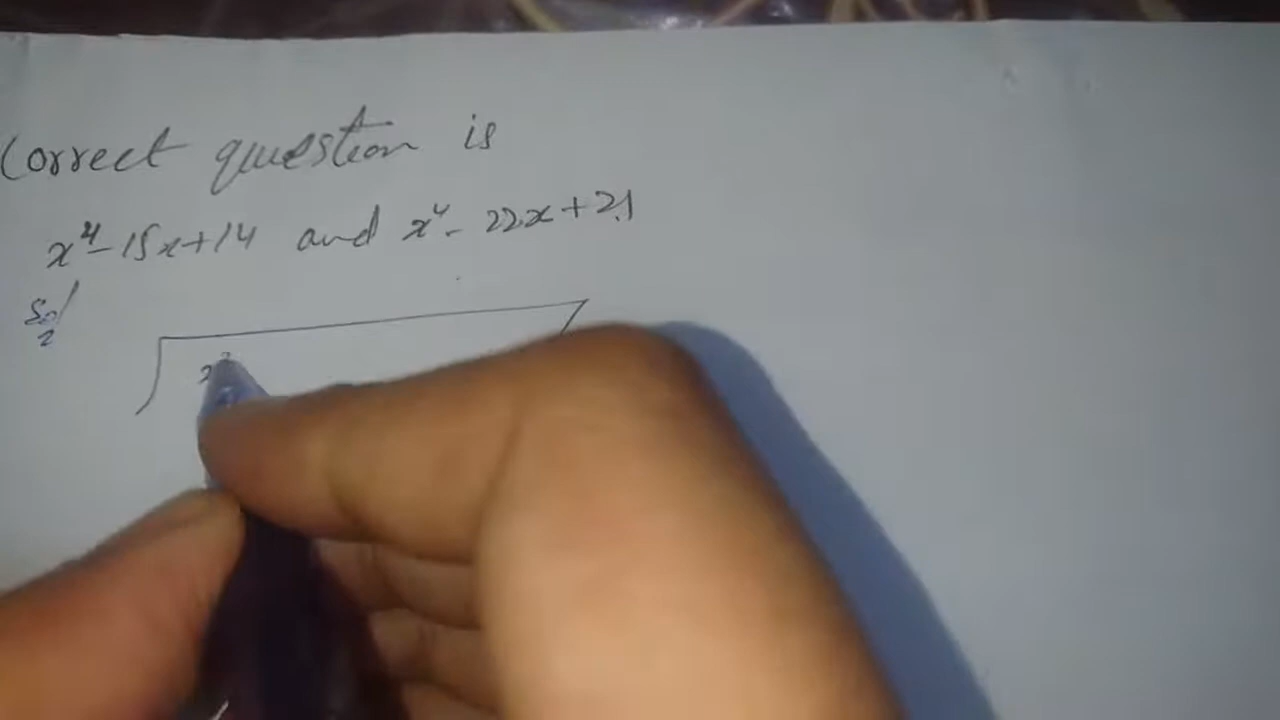 Correct question is
x⁴ - 15x + 14 and x⁴ - 22x + 21
Sol